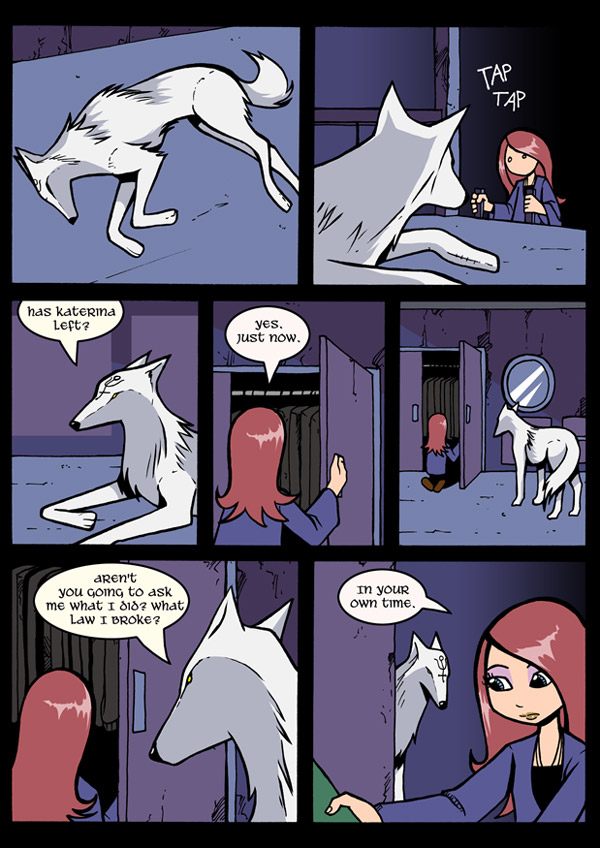 TAP
TAP
has Katerina
left?
yes.
just now.
aren't
you going to ask
me what I did? what
law I broke?
In your
own time.